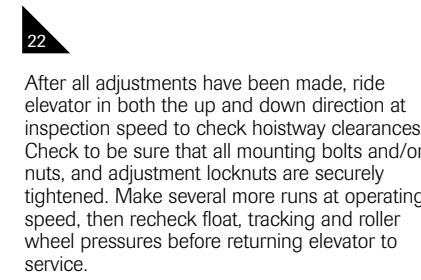 22
After all adjustments have been made, ride
elevator in both the up and down direction at
inspection speed to check hoistway clearances
Check to be sure that all mounting bolts and/or
nuts, and adjustment locknuts are securely
tightened. Make several more runs at operating
speed, then recheck float, tracking and roller
wheel pressures before returning elevator to
service.